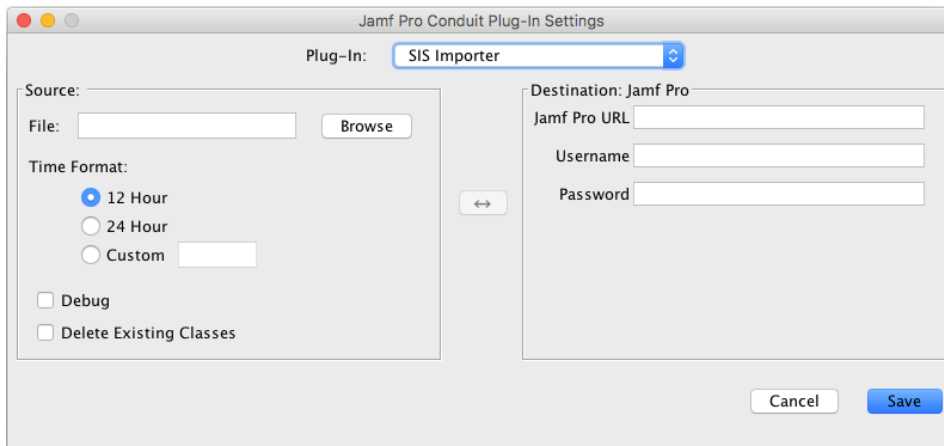 Jamf Pro Conduit Plug-In Settings
Plug-In: SIS Importer
Source:
File: Browse
Time Format:
12 Hour
24 Hour
Custom
Debug
Delete Existing Classes
Destination: Jamf Pro
Jamf Pro URL
Username
Password
Cancel Save